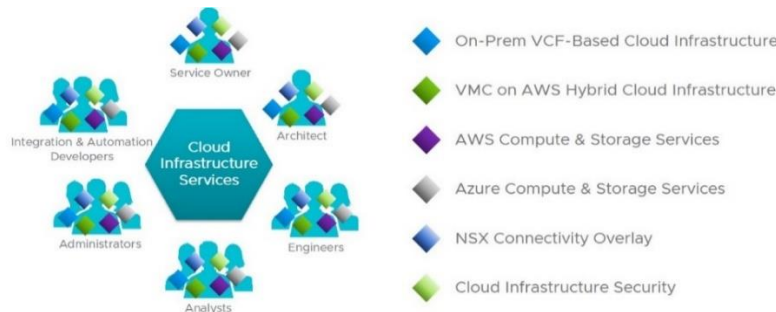 Service Owner
Integration & Automation
Developers
Architect
Cloud
Infrastructure
Services
Administrators
Engineers
Analysts
On-Prem VCF-Based Cloud Infrastructure
VMC on AWS Hybrid Cloud Infrastructure
AWS Compute & Storage Services
Azure Compute & Storage Services
NSX Connectivity Overlay
Cloud Infrastructure Security